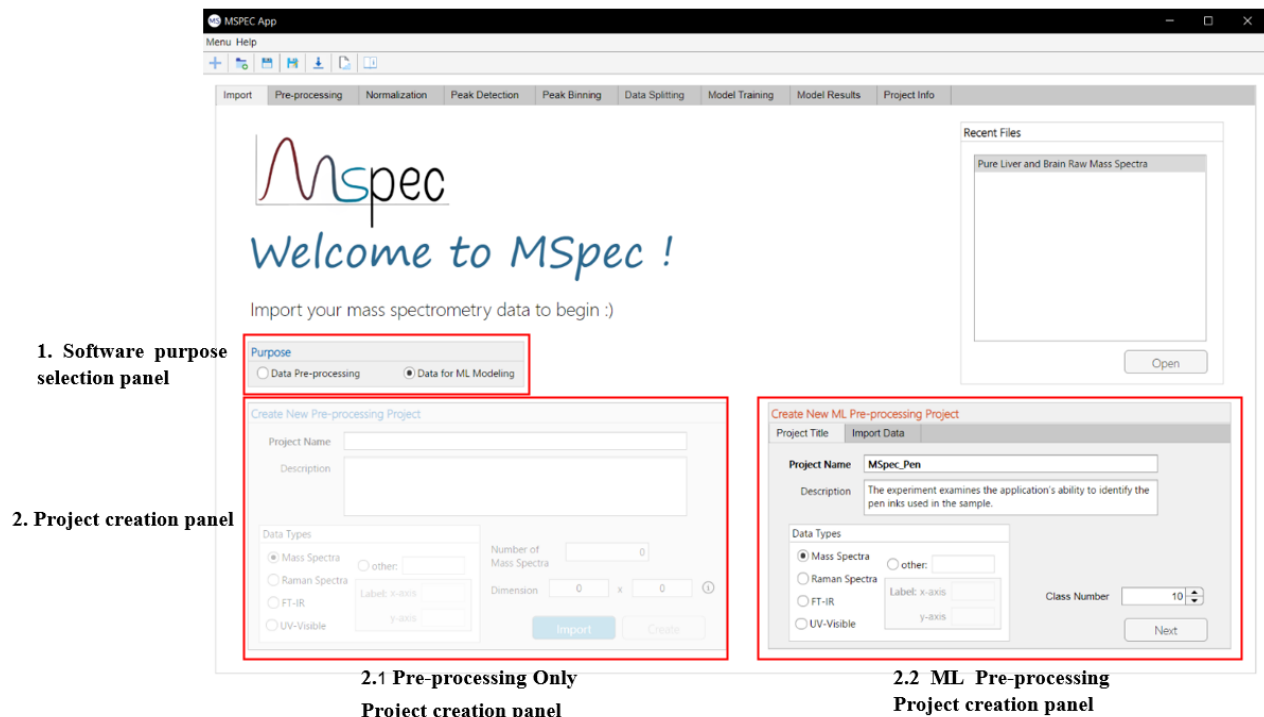 MS MSPEC App
Menu Help
Import Pre-processing Normalization Peak Detection Peak Binning Data Splitting Model Training Model Results Project Info
Mspec
Welcome to MSpec !
Import your mass spectrometry data to begin :)
Recent Files
Pure Liver and Brain Raw Mass Spectra
Open
1. Software purpose
selection panel
Purpose
Data Pre-processing Data for ML Modeling
2. Project creation panel
Create New Pre-processing Project
Project Name
Description
Data Types
Mass Spectra
other:
Raman Spectra
Label: x-axis
FT-IR
y-axis
UV-Visible
Number of
Mass Spectra
0
Dimension 0 x 0
Import Create
2.1 Pre-processing Only
Project creation panel
Create New ML Pre-processing Project
Project Title Import Data
Project Name MSpec_Pen
Description The experiment examines the application's ability to identify the
pen inks used in the sample.
Data Types
Mass Spectra
other:
Raman Spectra
Label: x-axis
FT-IR
y-axis
UV-Visible
Class Number 10
Next
2.2 ML Pre-processing
Project creation panel